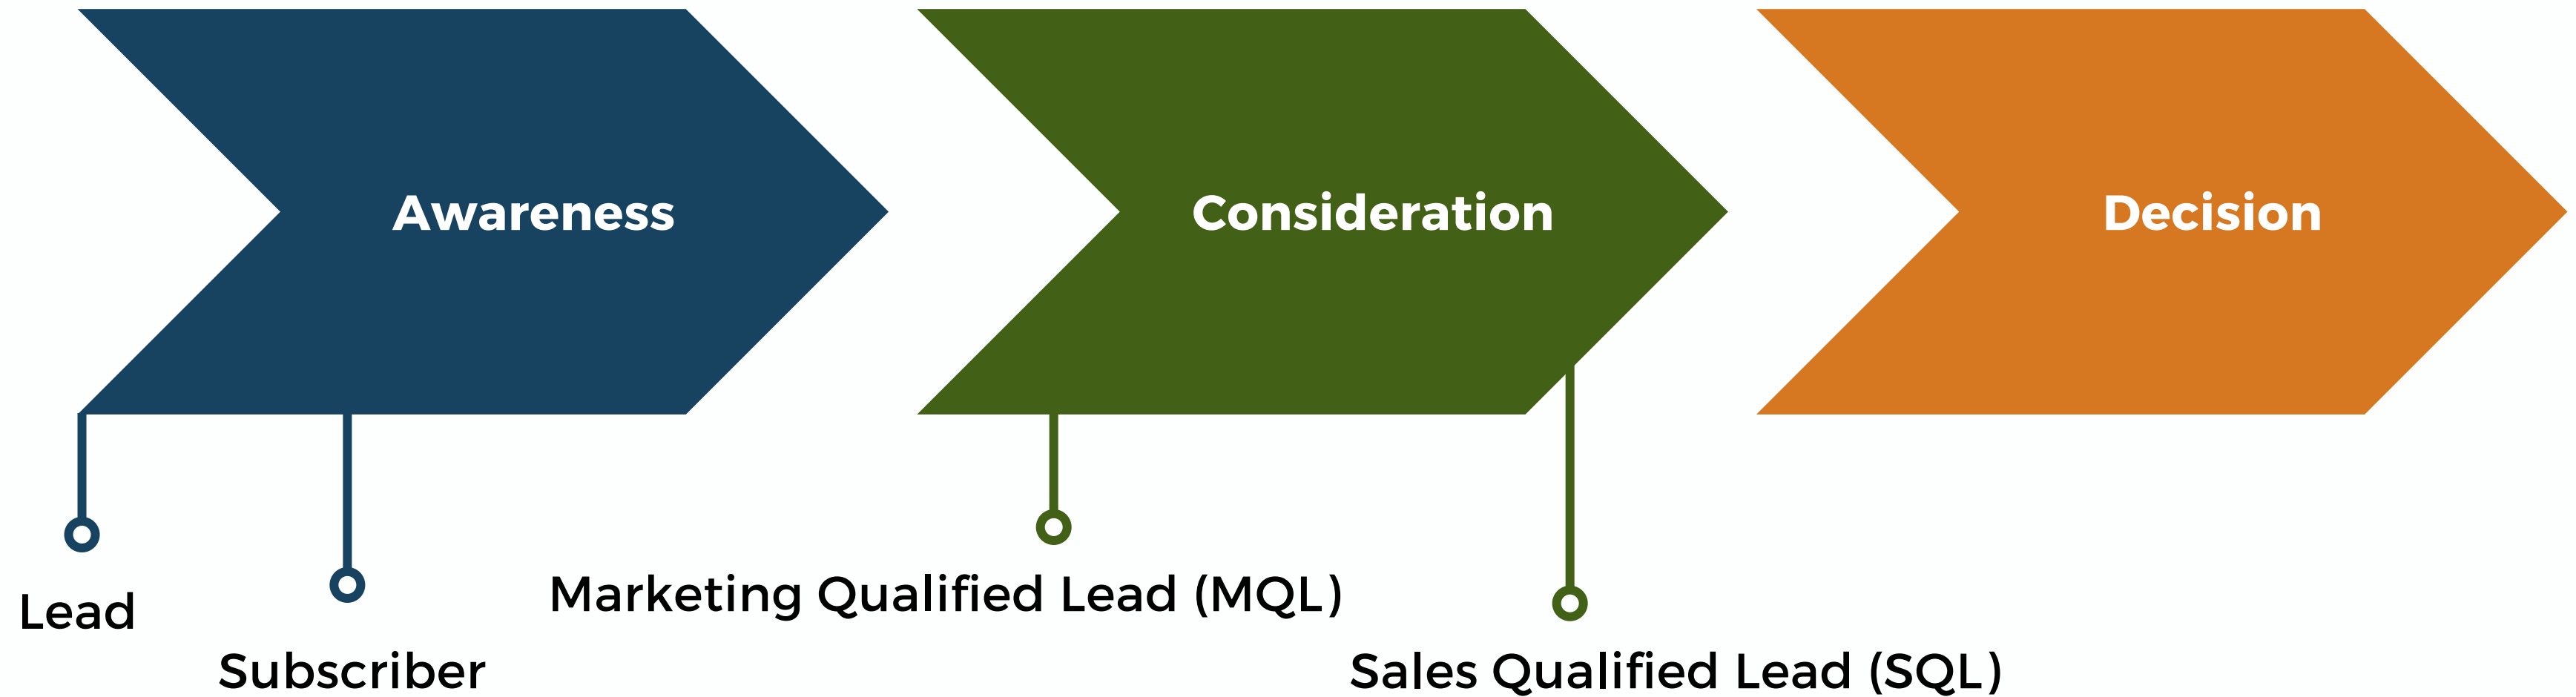 Awareness
Consideration
Decision
Lead
Subscriber
Marketing Qualified Lead (MQL)
Sales Qualified Lead (SQL)